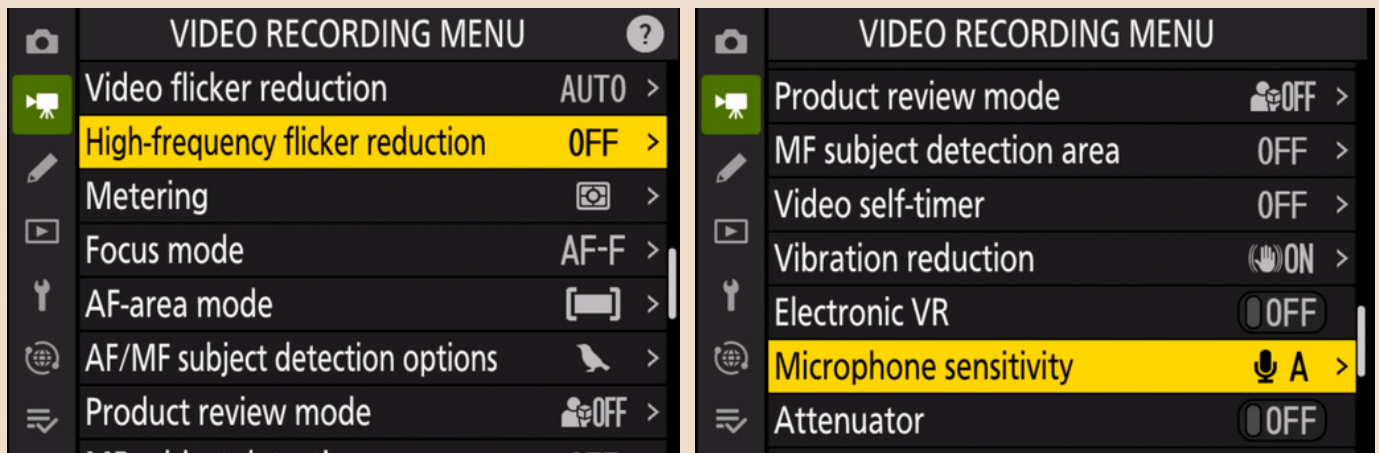 VIDEO RECORDING MENU ?
Video flicker reduction AUTO >
High-frequency flicker reduction OFF >
Metering >
Focus mode AF-F >
AF-area mode >
AF/MF subject detection options >
Product review mode OFF >
VIDEO RECORDING MENU
Product review mode OFF >
MF subject detection area OFF >
Video self-timer OFF >
Vibration reduction ON >
Electronic VR OFF
Microphone sensitivity A >
Attenuator OFF